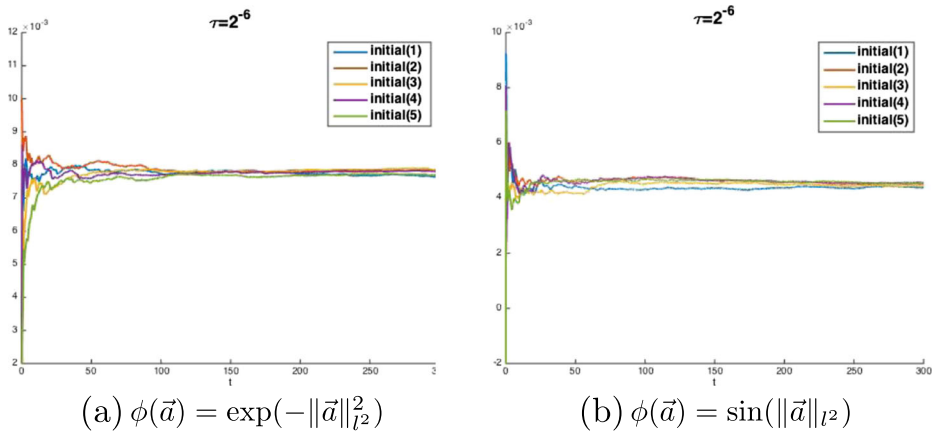 ×10⁻³
τ=2⁻⁶
12
11
10
9
8
7
6
5
4
3
2
0
50
100
150
200
250
3
t
initial(1)
initial(2)
initial(3)
initial(4)
initial(5)
(a) ϕ(a⃗) = exp(−‖a⃗‖²_{l²})
×10⁻³
τ=2⁻⁶
10
8
6
4
2
0
-2
0
50
100
150
200
250
300
t
initial(1)
initial(2)
initial(3)
initial(4)
initial(5)
(b) ϕ(a⃗) = sin(‖a⃗‖_{l²})